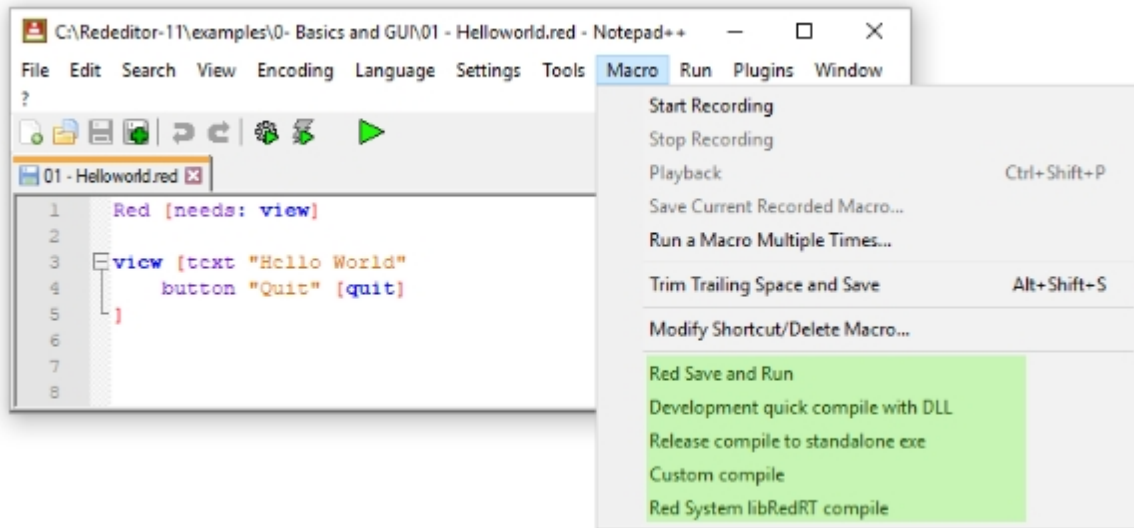 C:\Rededitor-11\examples\0- Basics and GUI\01 - Helloworld.red - Notepad++
File Edit Search View Encoding Language Settings Tools Macro Run Plugins Window
?
01 - Helloworld.red
1 Red [needs: view]
2
3 view [text "Hello World"
4 button "Quit" [quit]
5 ]
6
7
8
Start Recording
Stop Recording
Playback Ctrl+Shift+P
Save Current Recorded Macro...
Run a Macro Multiple Times...
Trim Trailing Space and Save Alt+Shift+S
Modify Shortcut/Delete Macro...
Red Save and Run
Development quick compile with DLL
Release compile to standalone exe
Custom compile
Red System libRedRT compile